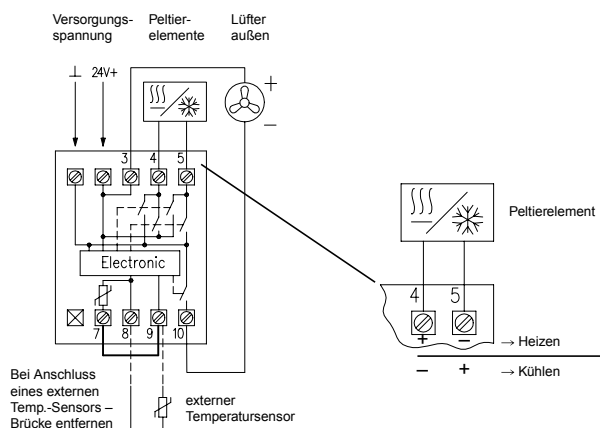 Versorgungs-
spannung
Peltier-
elemente
Lüfter
außen
24V+
+
–
3
4
5
Electronic
7
8
9
10
Bei Anschluss
eines externen
Temp.-Sensors –
Brücke entfernen
externer
Temperatursensor
Peltierelement
4
5
+
–
→ Heizen
–
+
→ Kühlen